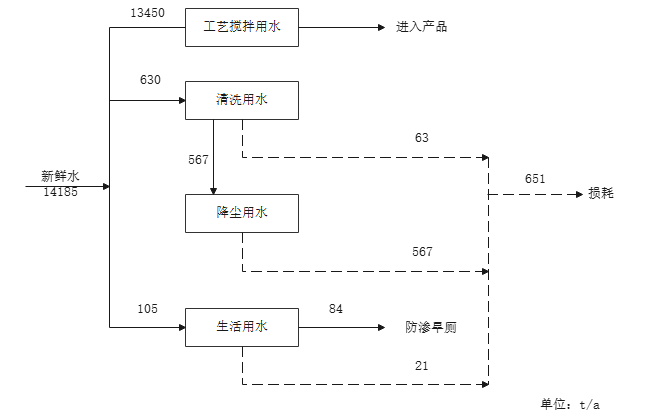 13450
工艺搅拌用水
进入产品
630
清洗用水
63
567
新鲜水
14185
651
损耗
降尘用水
567
105
生活用水
84
防渗旱厕
21
单位：t/a